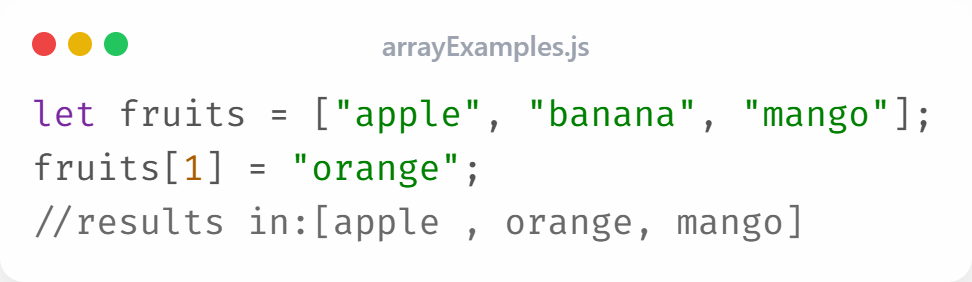 arrayExamples.js
let fruits = ["apple", "banana", "mango"];
fruits[1] = "orange";
//results in:[apple , orange, mango]